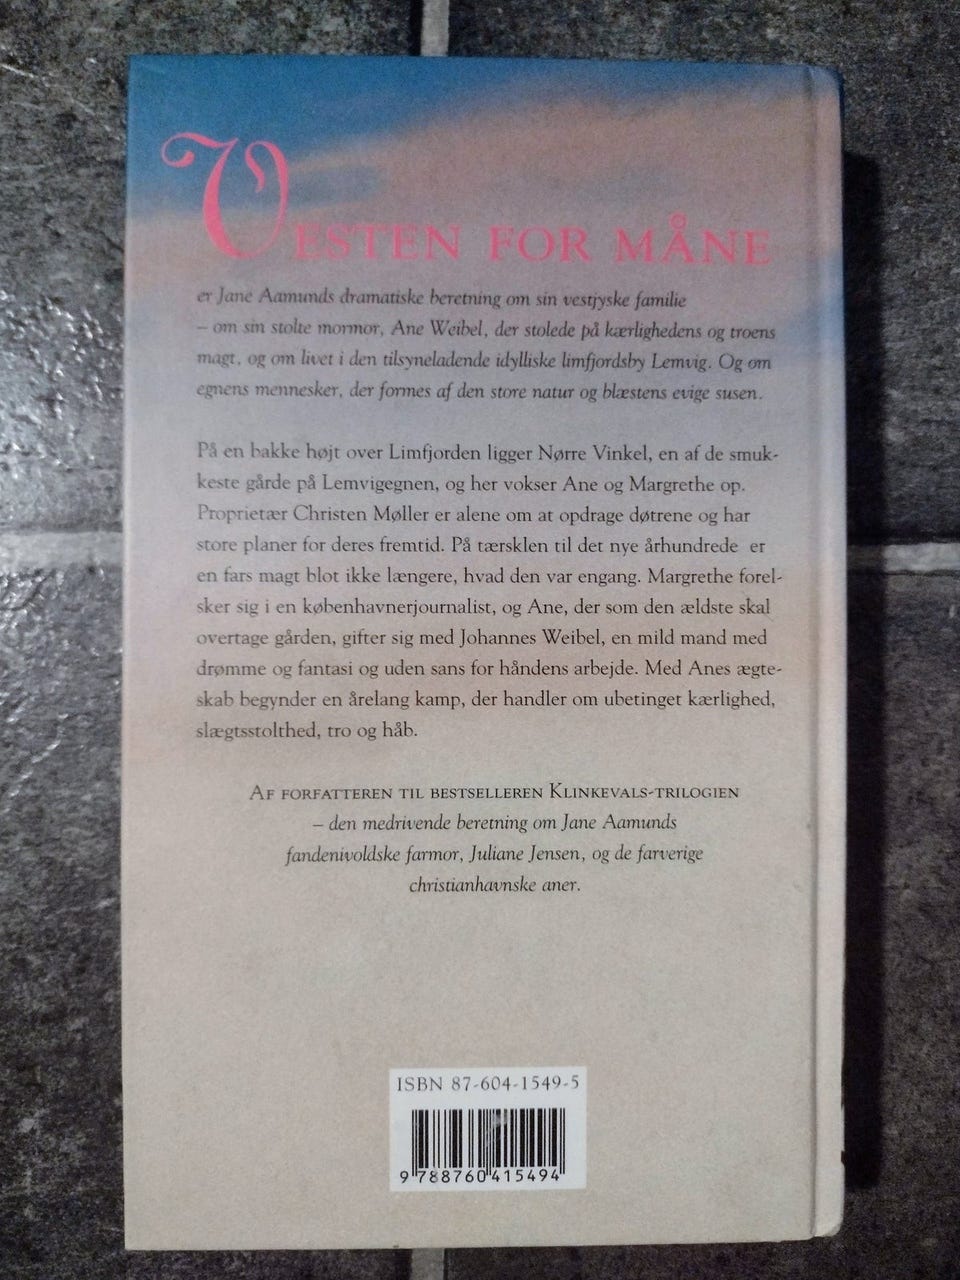 VESTEN FOR MÅNE
er Jane Aamunds dramatiske beretning om sin vestjyske familie
– om sin stolte mormor, Ane Weibel, der stolede på kærlighedens og troens
magt, og om livet i den tilsyneladende idylliske limfjordsby Lemvig. Og om
egnens mennesker, der formes af den store natur og blæstens evige susen.
På en bakke højt over Limfjorden ligger Nørre Vinkel, en af de smuk-
keste gårde på Lemvigegnen, og her vokser Ane og Margrethe op.
Proprietær Christen Møller er alene om at opdrage døtrene og har
store planer for deres fremtid. På tærsklen til det nye århundrede er
en fars magt blot ikke længere, hvad den var engang. Margrethe forel-
sker sig i en københavnerjournalist, og Ane, der som den ældste skal
overtage gården, gifter sig med Johannes Weibel, en mild mand med
drømme og fantasi og uden sans for håndens arbejde. Med Anes ægte-
skab begynder en årelang kamp, der handler om ubetinget kærlighed,
slægtsstolthed, tro og håb.
AF FORFATTEREN TIL BESTSELLEREN KLINKEVALS-TRILOGIEN
– den medrivende beretning om Jane Aamunds
fandenivoldske farmor, Juliane Jensen, og de farverige
christianhavnske aner.
ISBN 87-604-1549-5
9 788760 415494